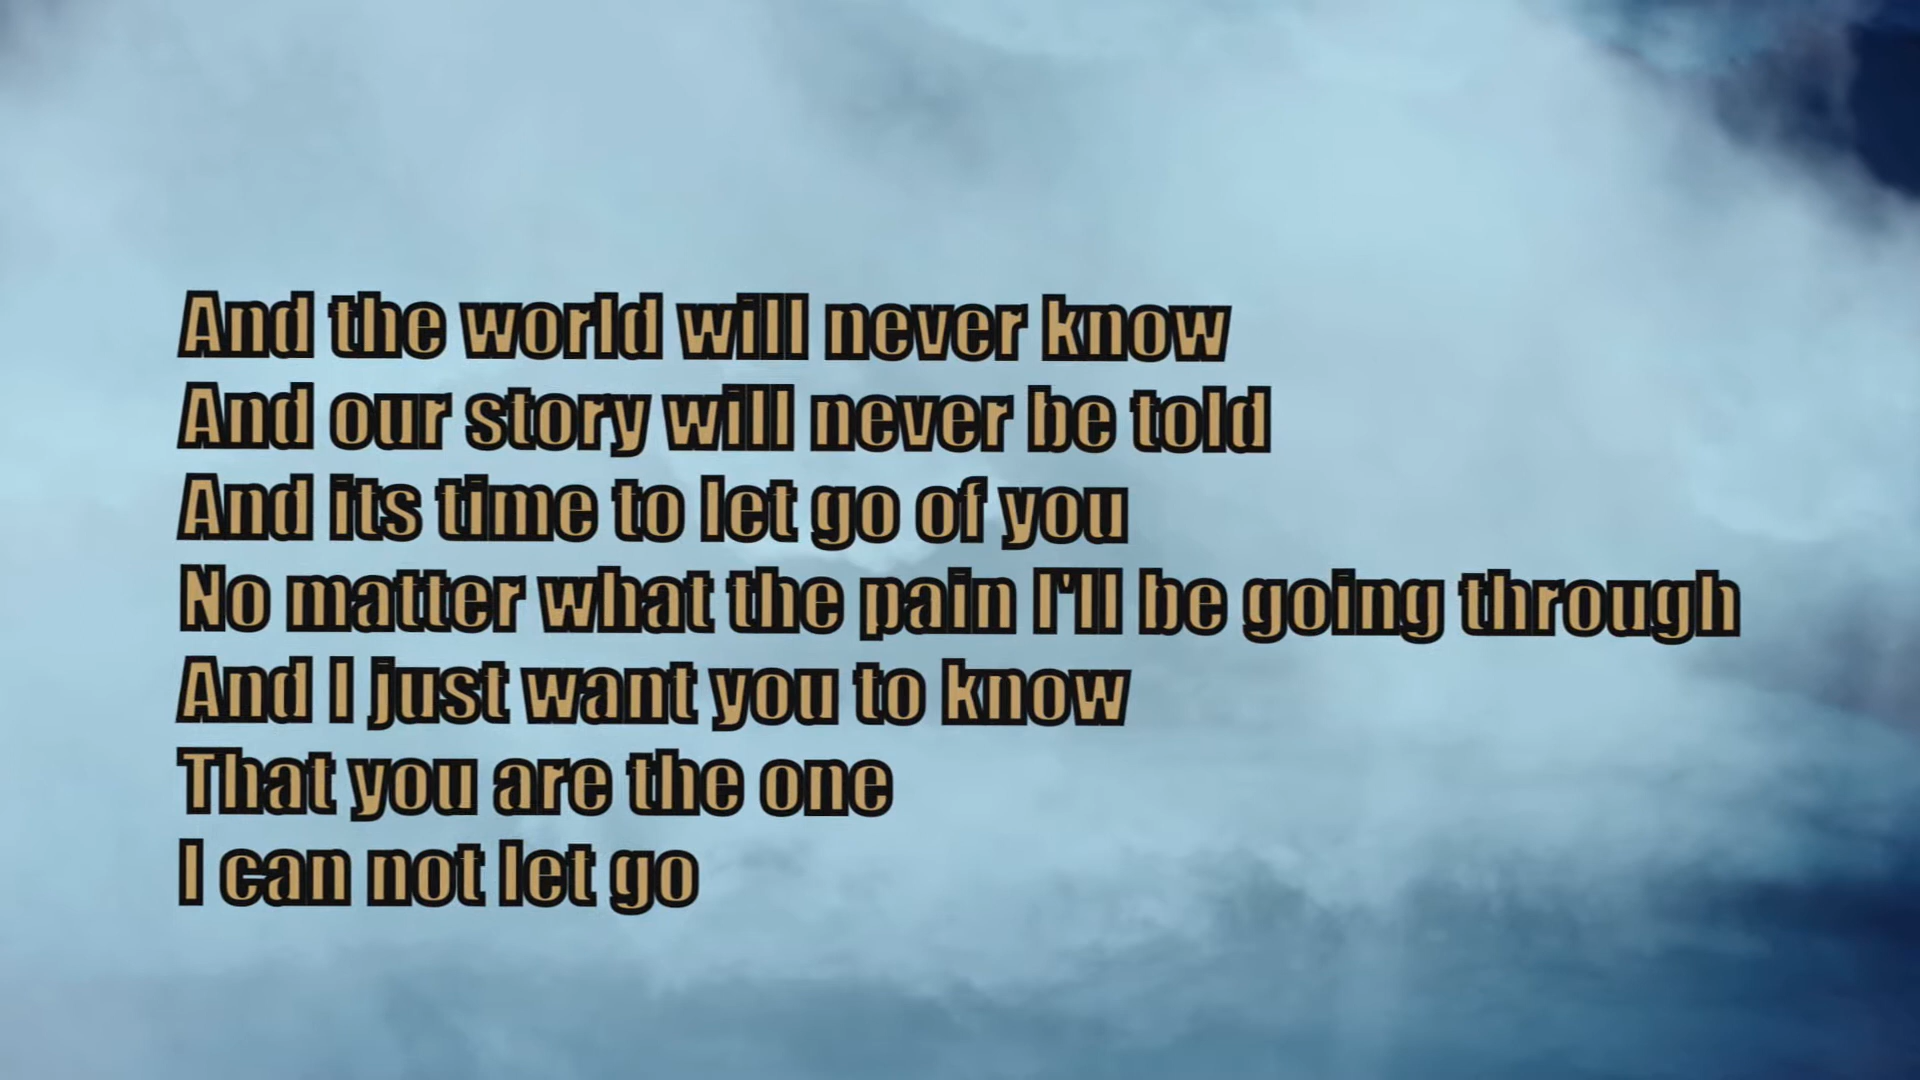 And the world will never know
And our story will never be told
And its time to let go of you
No matter what the pain I'll be going through
And I just want you to know
That you are the one
I can not let go